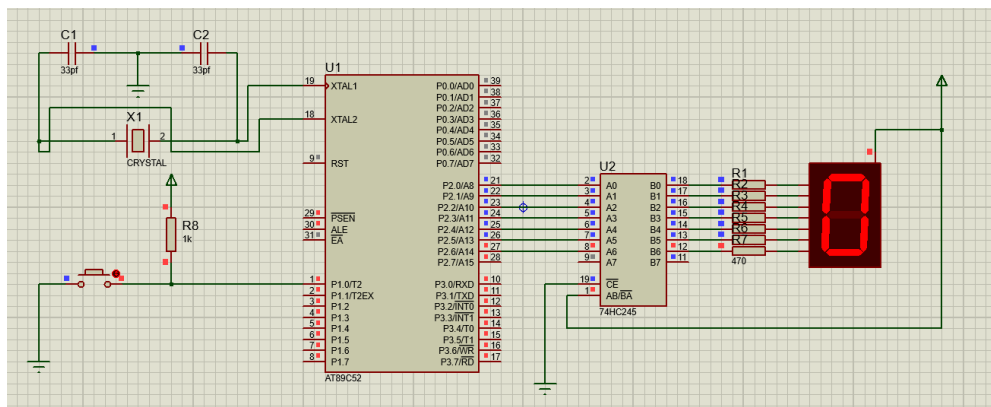 C1
33pf
C2
33pf
X1
1
2
CRYSTAL
R8
1k
U1
19 XTAL1
18 XTAL2
9 RST
29 PSEN
30 ALE
31 EA
1 P1.0/T2
2 P1.1/T2EX
3 P1.2
4 P1.3
5 P1.4
6 P1.5
7 P1.6
8 P1.7
P0.0/AD0 39
P0.1/AD1 38
P0.2/AD2 37
P0.3/AD3 36
P0.4/AD4 35
P0.5/AD5 34
P0.6/AD6 33
P0.7/AD7 32
P2.0/A8 21
P2.1/A9 22
P2.2/A10 23
P2.3/A11 24
P2.4/A12 25
P2.5/A13 26
P2.6/A14 27
P2.7/A15 28
P3.0/RXD 10
P3.1/TXD 11
P3.2/INT0 12
P3.3/INT1 13
P3.4/T0 14
P3.5/T1 15
P3.6/WR 16
P3.7/RD 17
AT89C52
U2
2 A0 B0 18
3 A1 B1 17
4 A2 B2 16
5 A3 B3 15
6 A4 B4 14
7 A5 B5 13
8 A6 B6 12
9 A7 B7 11
19 CE
1 AB/BA
74HC245
R1
R2
R3
R4
R5
R6
R7
470
0